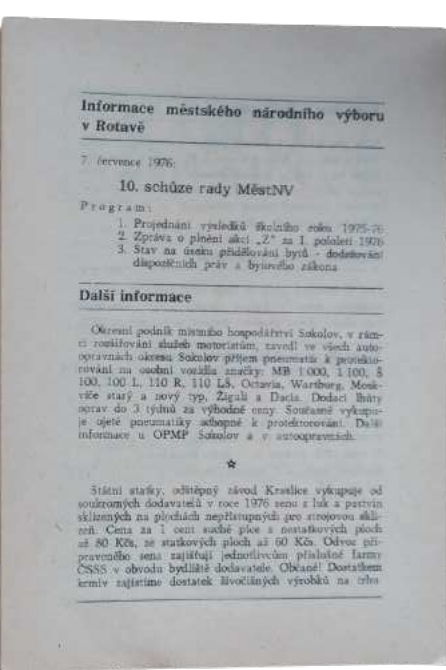 Informace městského národního výboru
v Rotavě
7. července 1976:
10. schůze rady MěstNV
Program:
1. Projednání výsledků školního roku 1975-76
2. Zpráva o plnění akcí „Z" za I. pololetí 1976
3. Stav na úseku přidělování bytů - dodržování
dispozičních práv a bytového zákona
Další informace
Okresní podnik místního hospodářství Sokolov, v rám-
ci rozšiřování služeb motoristům, zavedl ve všech auto-
opravnách okresu Sokolov příjem pneumatik k protekto-
rování na osobní vozidla značky: MB 1 000, 1 100, Š
100, 100 L, 110 R, 110 LS, Octavia, Wartburg, Mosk-
viče starý a nový typ, Žiguli a Dacia. Dodací lhůty
oprav do 3 týdnů za výhodné ceny. Současně vykupu-
je ojeté pneumatiky schopné k protektorování. Další
informace u OPMP Sokolov a v autoopravnách.
Státní statky, odštěpný závod Kraslice vykupuje od
soukromých dodavatelů v roce 1976 sena z luk a pastvin
sklizených na plochách nepřístupných pro strojovou skli-
zeň. Cena za 1 cent suché píce z nestatkových ploch
až 80 Kčs, ze statkových ploch až 60 Kčs. Odvoz při-
praveného sena zajišťují jednotlivcům příslušné farmy
ČSSS v obvodu bydliště dodavatele. Občané! Dostatkem
krmiv zajistíme dostatek živočišných výrobků na trhu